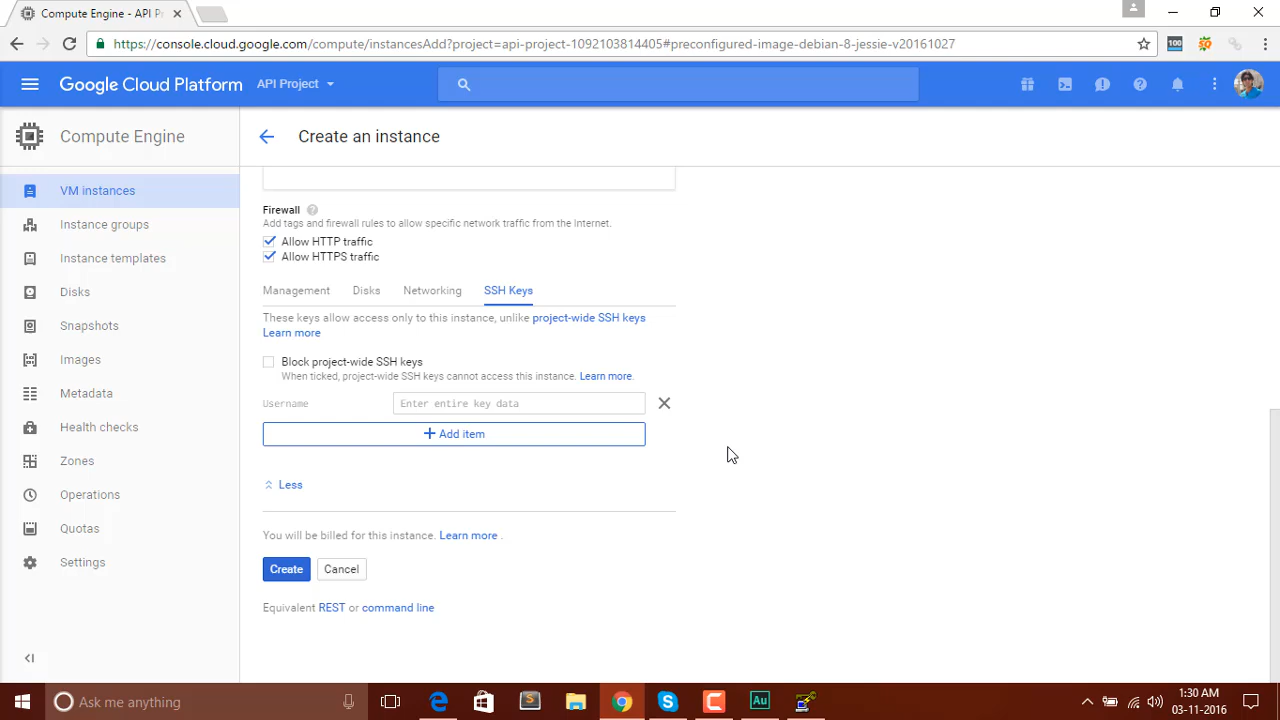 Compute Engine - API Pr
https://console.cloud.google.com/compute/instancesAdd?project=api-project-1092103814405#preconfigured-image-debian-8-jessie-v20161027
100
Google Cloud Platform
API Project
Compute Engine
Create an instance
VM instances
Instance groups
Instance templates
Disks
Snapshots
Images
Metadata
Health checks
Zones
Operations
Quotas
Settings
Firewall
Add tags and firewall rules to allow specific network traffic from the Internet.
Allow HTTP traffic
Allow HTTPS traffic
Management Disks Networking SSH Keys
These keys allow access only to this instance, unlike project-wide SSH keys
Learn more
Block project-wide SSH keys
When ticked, project-wide SSH keys cannot access this instance. Learn more.
Username Enter entire key data
Add item
Less
You will be billed for this instance. Learn more .
Create Cancel
Equivalent REST or command line
Ask me anything
Au
1:30 AM
03-11-2016